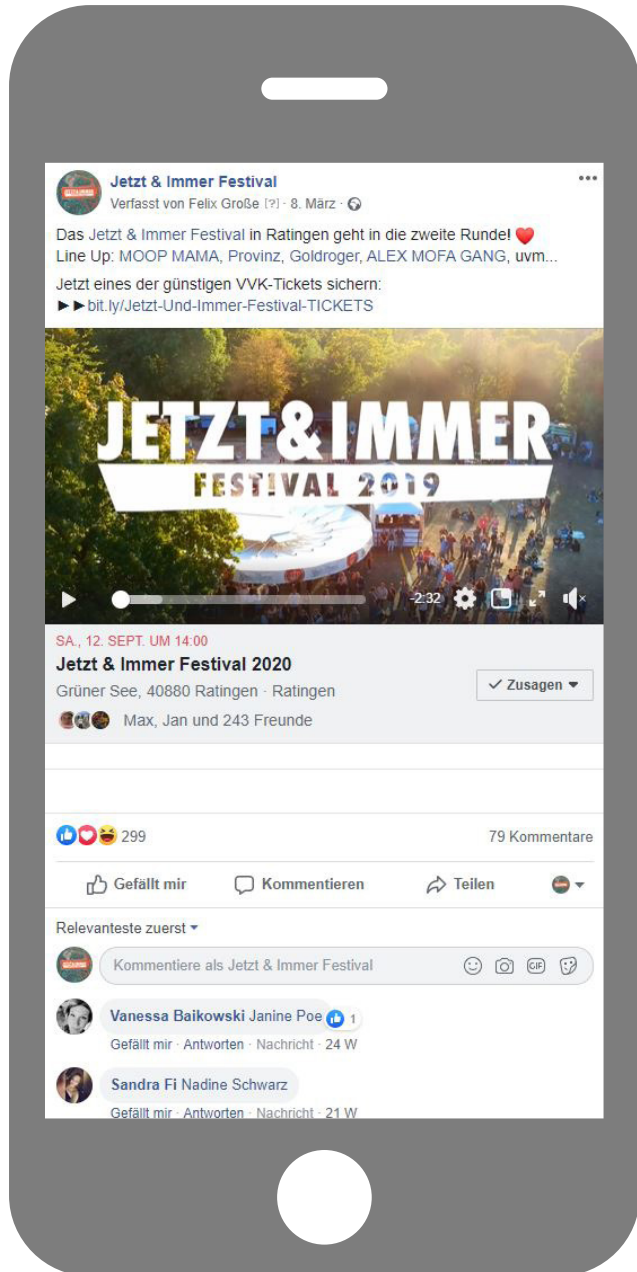 Jetzt & Immer Festival
Verfasst von Felix Große [?] · 8. März ·
Das Jetzt & Immer Festival in Ratingen geht in die zweite Runde! ❤️
Line Up: MOOP MAMA, Provinz, Goldroger, ALEX MOFA GANG, uvm...
Jetzt eines der günstigen VVK-Tickets sichern:
►►bit.ly/Jetzt-Und-Immer-Festival-TICKETS
JETZT&IMMER
FESTIVAL 2019
-2:32
SA., 12. SEPT. UM 14:00
Jetzt & Immer Festival 2020
Grüner See, 40880 Ratingen · Ratingen
Zusagen
Max, Jan und 243 Freunde
299 79 Kommentare
Gefällt mir Kommentieren Teilen
Relevanteste zuerst
Kommentiere als Jetzt & Immer Festival GIF
Vanessa Baikowski Janine Poe 1
Gefällt mir · Antworten · Nachricht · 24 W
Sandra Fi Nadine Schwarz
Gefällt mir · Antworten · Nachricht · 21 W